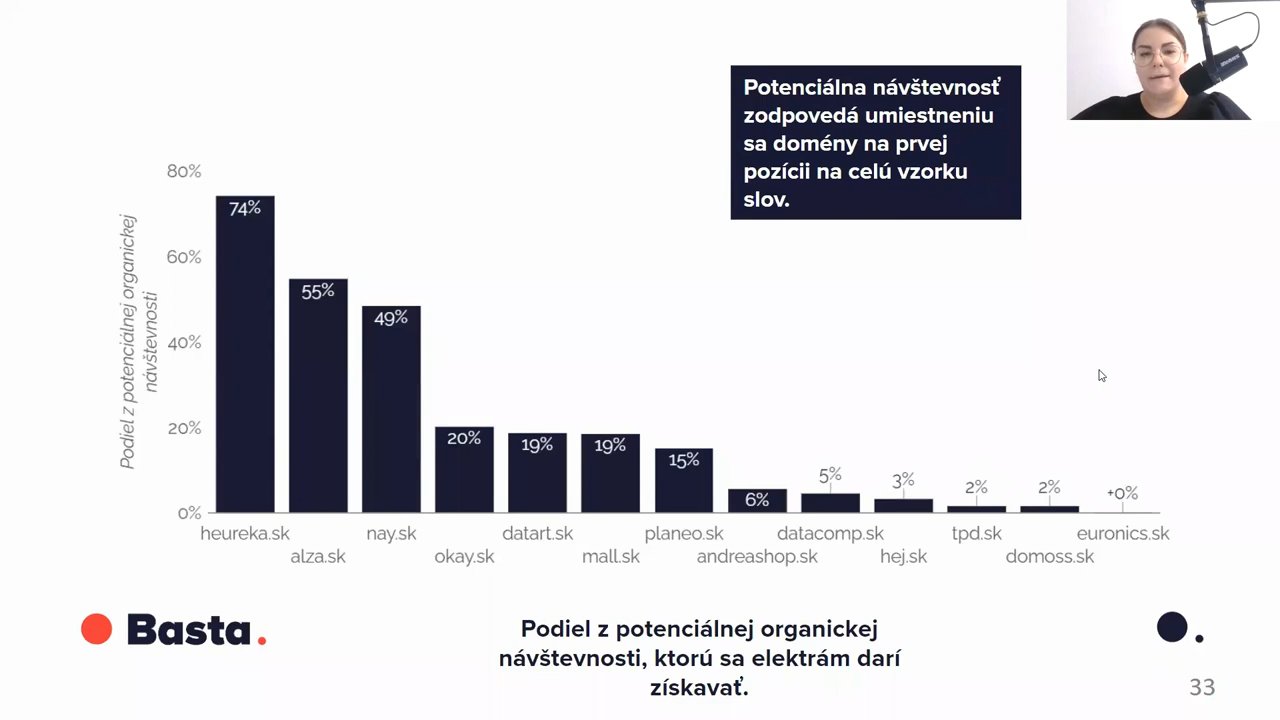 Potenciálna návštevnosť
zodpovedá umiestneniu
sa domény na prvej
pozícii na celú vzorku
slov.
Podiel z potenciálnej organickej
návštevnosti
80%
60%
40%
20%
0%
74%
55%
49%
20%
19%
19%
15%
6%
5%
3%
2%
2%
+0%
heureka.sk
alza.sk
nay.sk
okay.sk
datart.sk
mall.sk
planeo.sk
andreashop.sk
datacomp.sk
hej.sk
tpd.sk
domoss.sk
euronics.sk
Basta.
Podiel z potenciálnej organickej
návštevnosti, ktorú sa elektrám darí
získavať.
33